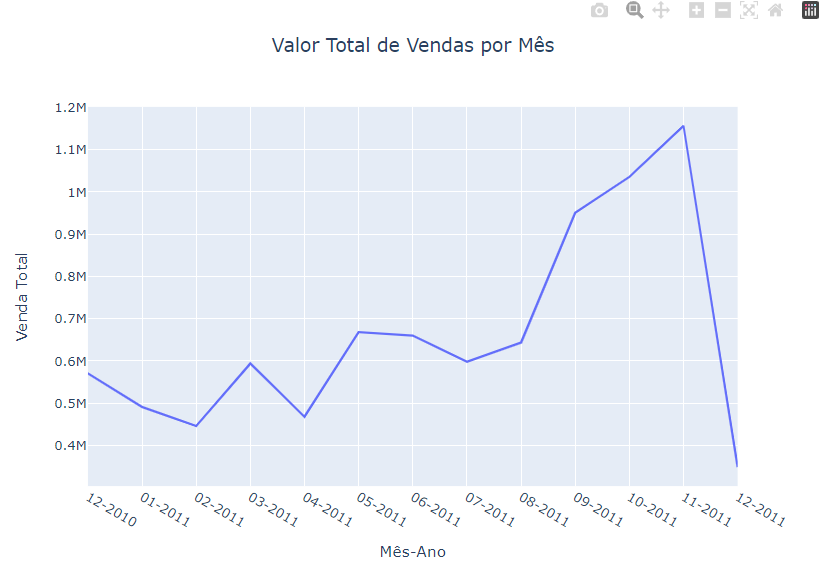 Valor Total de Vendas por Mês
1.2M
1.1M
1M
0.9M
0.8M
0.7M
0.6M
0.5M
0.4M
Venda Total
12-2010
01-2011
02-2011
03-2011
04-2011
05-2011
06-2011
07-2011
08-2011
09-2011
10-2011
11-2011
12-2011
Mês-Ano